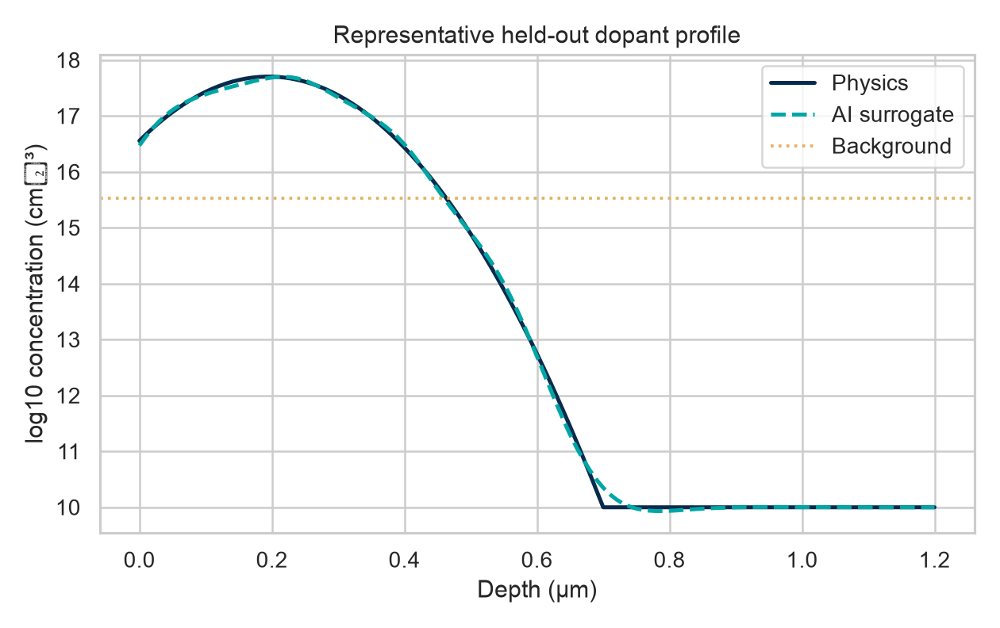 Representative held-out dopant profile
Physics
AI surrogate
Background
log10 concentration (cm□³)
18
17
16
15
14
13
12
11
10
0.0
0.2
0.4
0.6
0.8
1.0
1.2
Depth (μm)